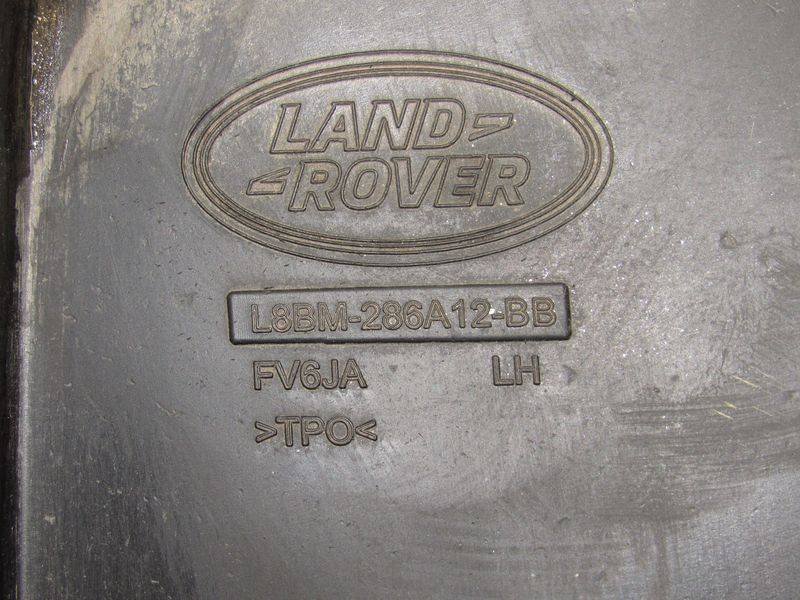 LAND
ROVER
L8BM-286A12-BB
FV6JA LH
>TPO<